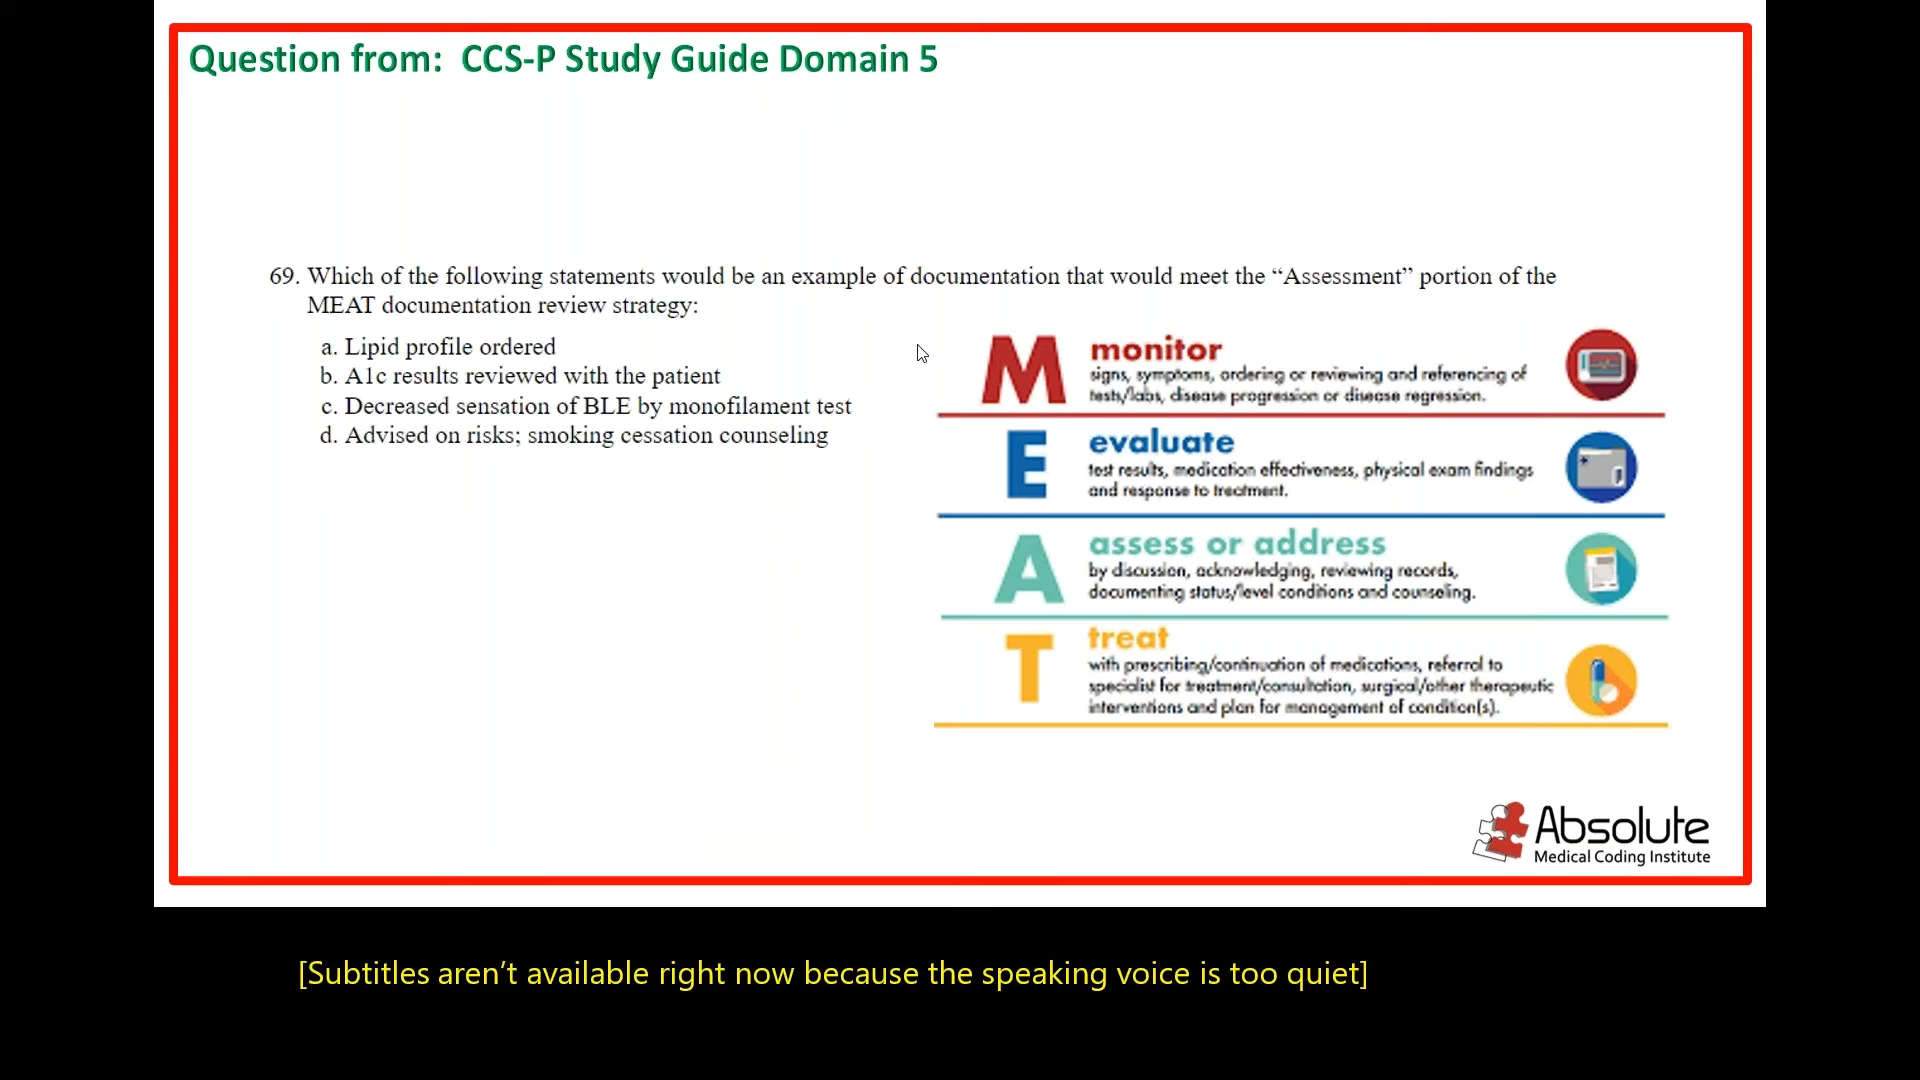 Question from: CCS-P Study Guide Domain 5
69. Which of the following statements would be an example of documentation that would meet the “Assessment” portion of the
MEAT documentation review strategy:
a. Lipid profile ordered
b. A1c results reviewed with the patient
c. Decreased sensation of BLE by monofilament test
d. Advised on risks; smoking cessation counseling
M monitor
signs, symptoms, ordering or reviewing and referencing of
tests/labs, disease progression or disease regression.
E evaluate
test results, medication effectiveness, physical exam findings
and response to treatment.
A assess or address
by discussion, acknowledging, reviewing records,
documenting status/level conditions and counseling.
T treat
with prescribing/continuation of medications, referral to
specialist for treatment/consultation, surgical/other therapeutic
interventions and plan for management of condition(s).
Absolute
Medical Coding Institute
[Subtitles aren’t available right now because the speaking voice is too quiet]